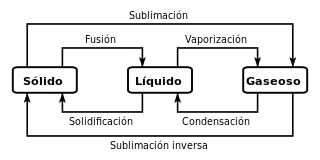 Sublimación
Fusión
Vaporización
Sólido
Líquido
Gaseoso
Solidificación
Condensación
Sublimación inversa